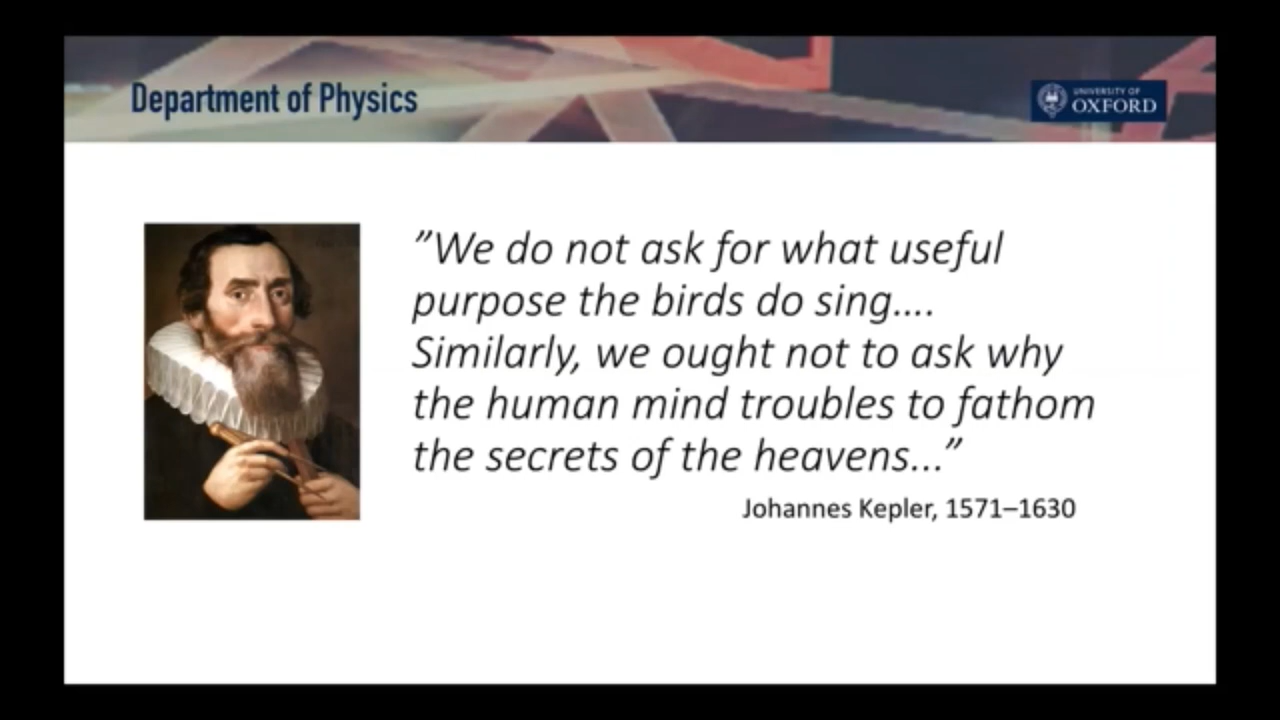 Department of Physics
UNIVERSITY OF
OXFORD
”We do not ask for what useful
purpose the birds do sing....
Similarly, we ought not to ask why
the human mind troubles to fathom
the secrets of the heavens...”
Johannes Kepler, 1571–1630